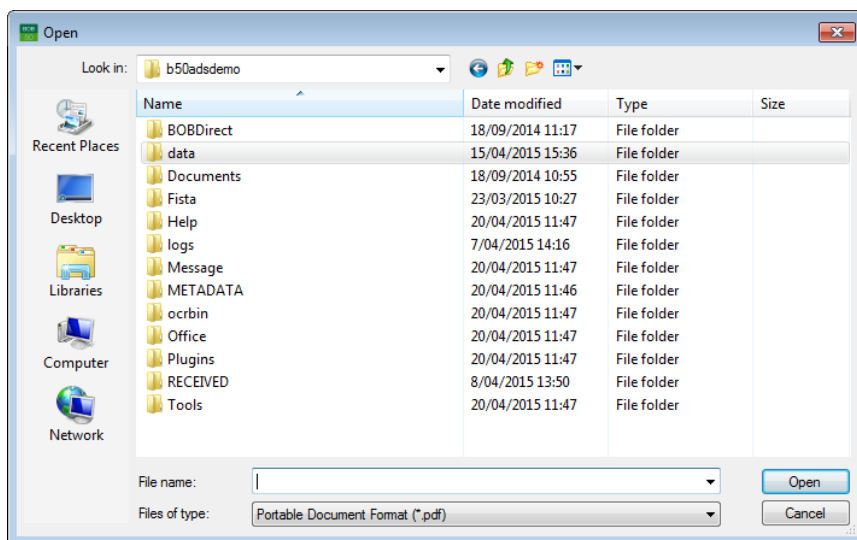 BOB 50 Open
Look in: b50adsdemo
Name Date modified Type Size
BOBDirect 18/09/2014 11:17 File folder
data 15/04/2015 15:36 File folder
Documents 18/09/2014 10:55 File folder
Fista 23/03/2015 10:27 File folder
Help 20/04/2015 11:47 File folder
logs 7/04/2015 14:16 File folder
Message 20/04/2015 11:47 File folder
METADATA 20/04/2015 11:46 File folder
ocrbin 20/04/2015 11:47 File folder
Office 20/04/2015 11:47 File folder
Plugins 20/04/2015 11:47 File folder
RECEIVED 8/04/2015 13:50 File folder
Tools 20/04/2015 11:47 File folder
Recent Places
Desktop
Libraries
Computer
Network
File name: Open
Files of type: Portable Document Format (*.pdf) Cancel